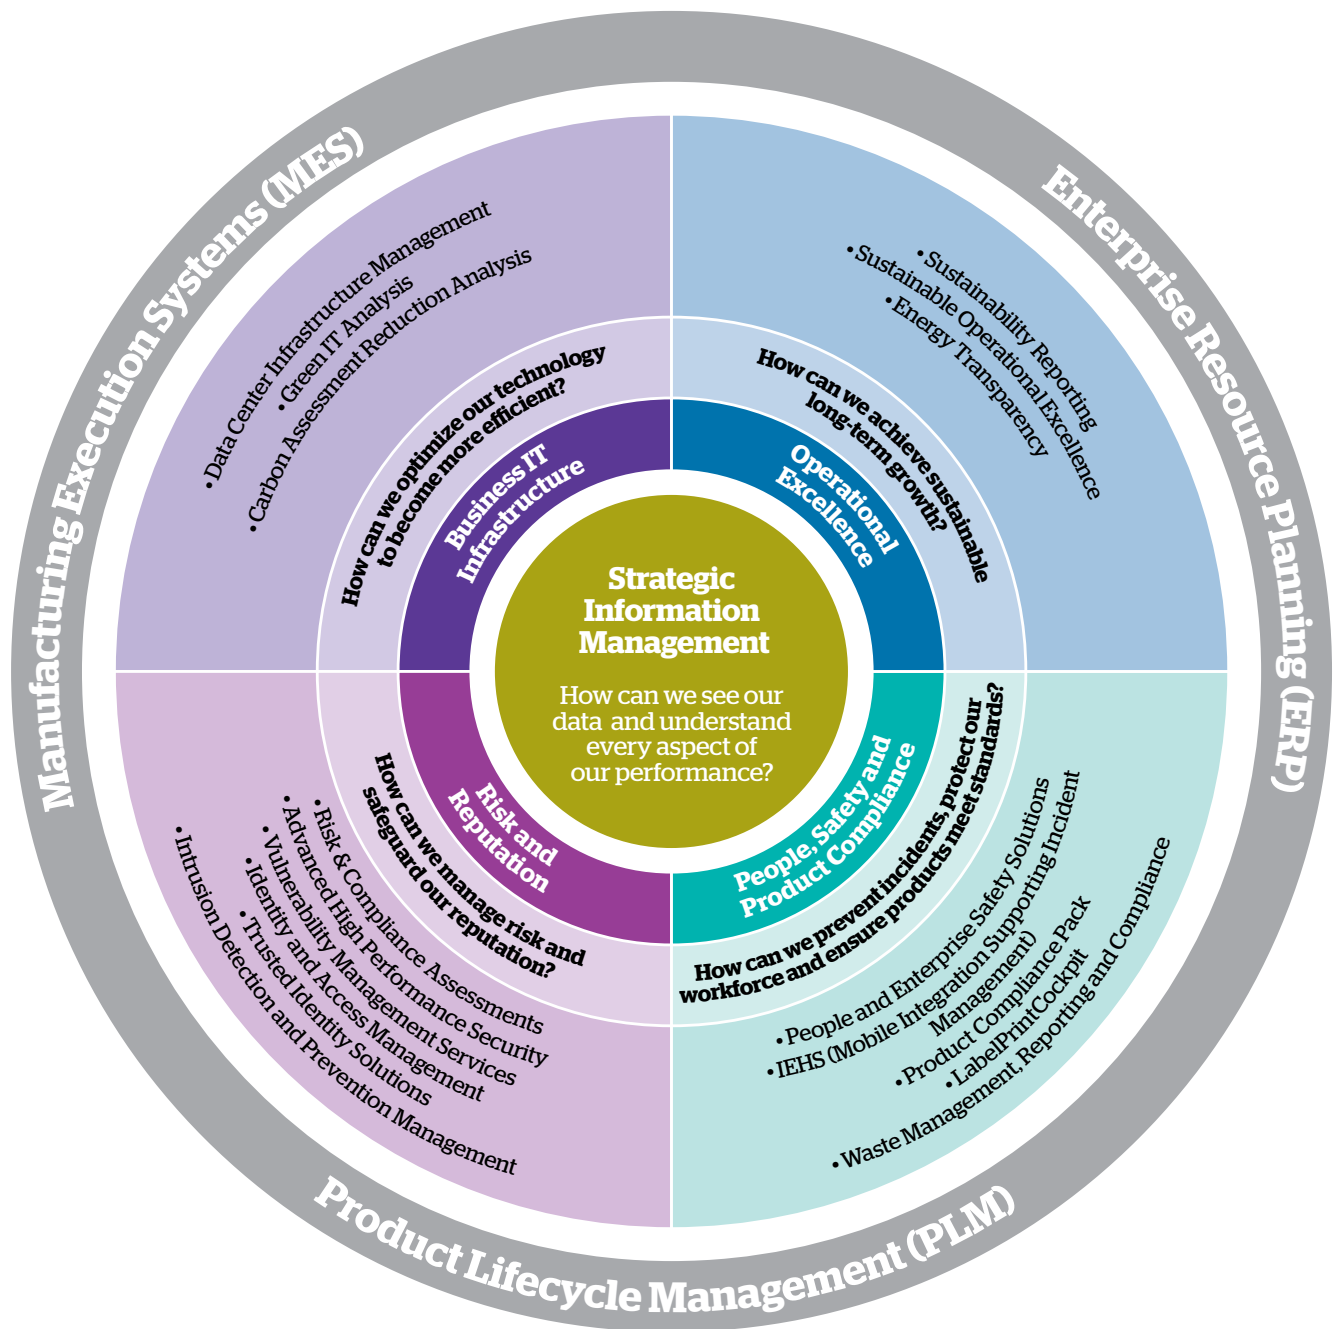 Manufacturing Execution Systems (MES)
Enterprise Resource Planning (ERP)
Product Lifecycle Management (PLM)
• Data Center Infrastructure Management
• Green IT Analysis
• Carbon Assessment Reduction Analysis
How can we optimize our technology
to become more efficient?
Business IT
Infrastructure
• Sustainability Reporting
• Sustainable Operational Excellence
• Energy Transparency
How can we achieve sustainable
long-term growth?
Operational
Excellence
Strategic
Information
Management
How can we see our
data and understand
every aspect of
our performance?
Risk and
Reputation
How can we manage risk and
safeguard our reputation?
• Risk & Compliance Assessments
• Advanced High Performance Security
• Vulnerability Management Services
• Identity and Access Management
• Trusted Identity Solutions
• Intrusion Detection and Prevention Management
People, Safety and
Product Compliance
How can we prevent incidents, protect our
workforce and ensure products meet standards?
• People and Enterprise Safety Solutions
• IEHS (Mobile Integration Supporting Incident
Management)
• Product Compliance Pack
• LabelPrintCockpit
• Waste Management, Reporting and Compliance